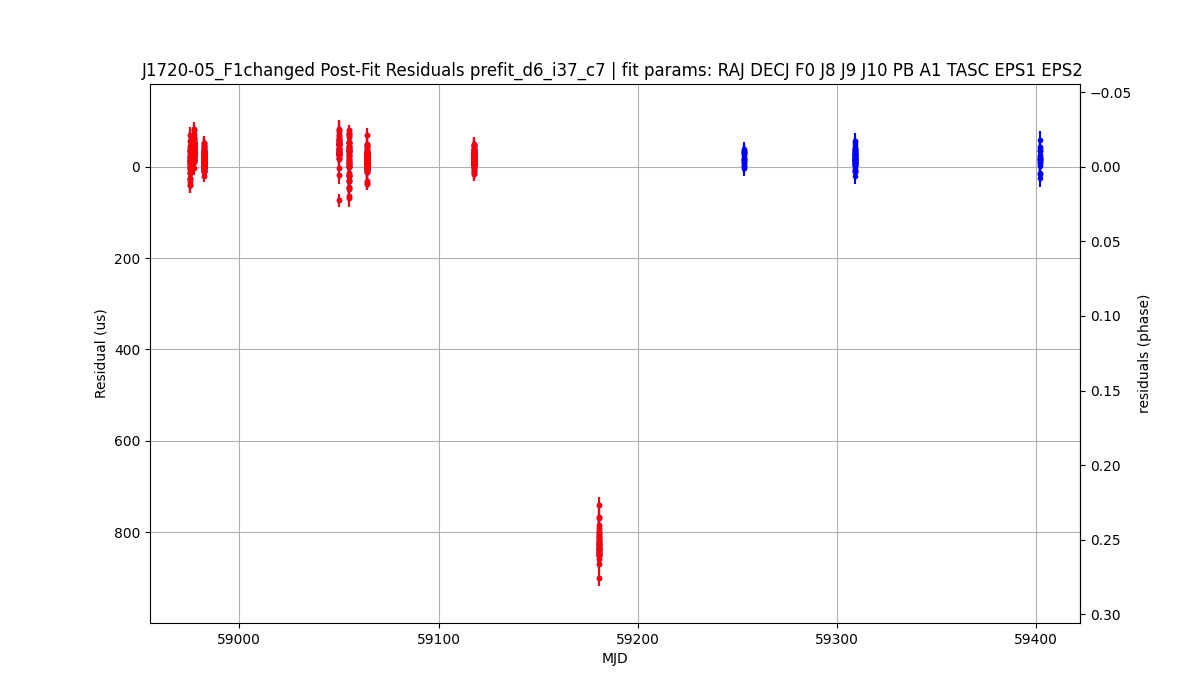 J1720-05_F1changed Post-Fit Residuals prefit_d6_i37_c7 | fit params: RAJ DECJ F0 J8 J9 J10 PB A1 TASC EPS1 EPS2
−0.05
0 0.00
0.05
200
0.10
400
0.15
600
0.20
800
0.25
0.30
Residual (us)
residuals (phase)
59000 59100 59200 59300 59400
MJD